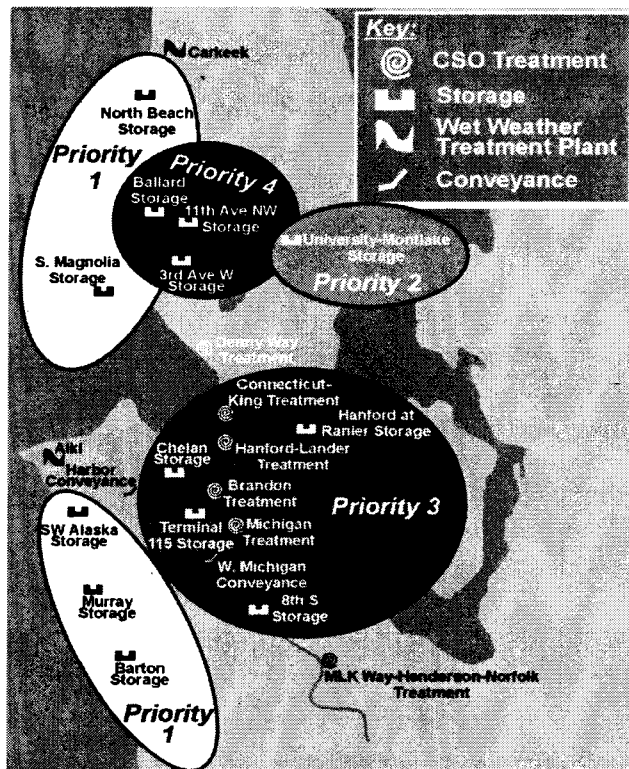 Key:
CSO Treatment
Storage
Wet Weather
Treatment Plant
Conveyance
Carkeek
North Beach
Storage
Priority
1
Priority 4
Ballard
Storage
11th Ave NW
Storage
3rd Ave W
Storage
S. Magnolia
Storage
University-Montlake
Storage
Priority 2
Denny Way
Treatment
Connecticut-
King Treatment
Hanford at
Ranier Storage
Hanford-Lander
Treatment
Chelan
Storage
Brandon
Treatment
Priority 3
Terminal
115 Storage
Michigan
Treatment
W. Michigan
Conveyance
8th S
Storage
Alki
Harbor
Conveyance
SW Alaska
Storage
Murray
Storage
Barton
Storage
Priority
1
MLK Way-Henderson-Norfolk
Treatment